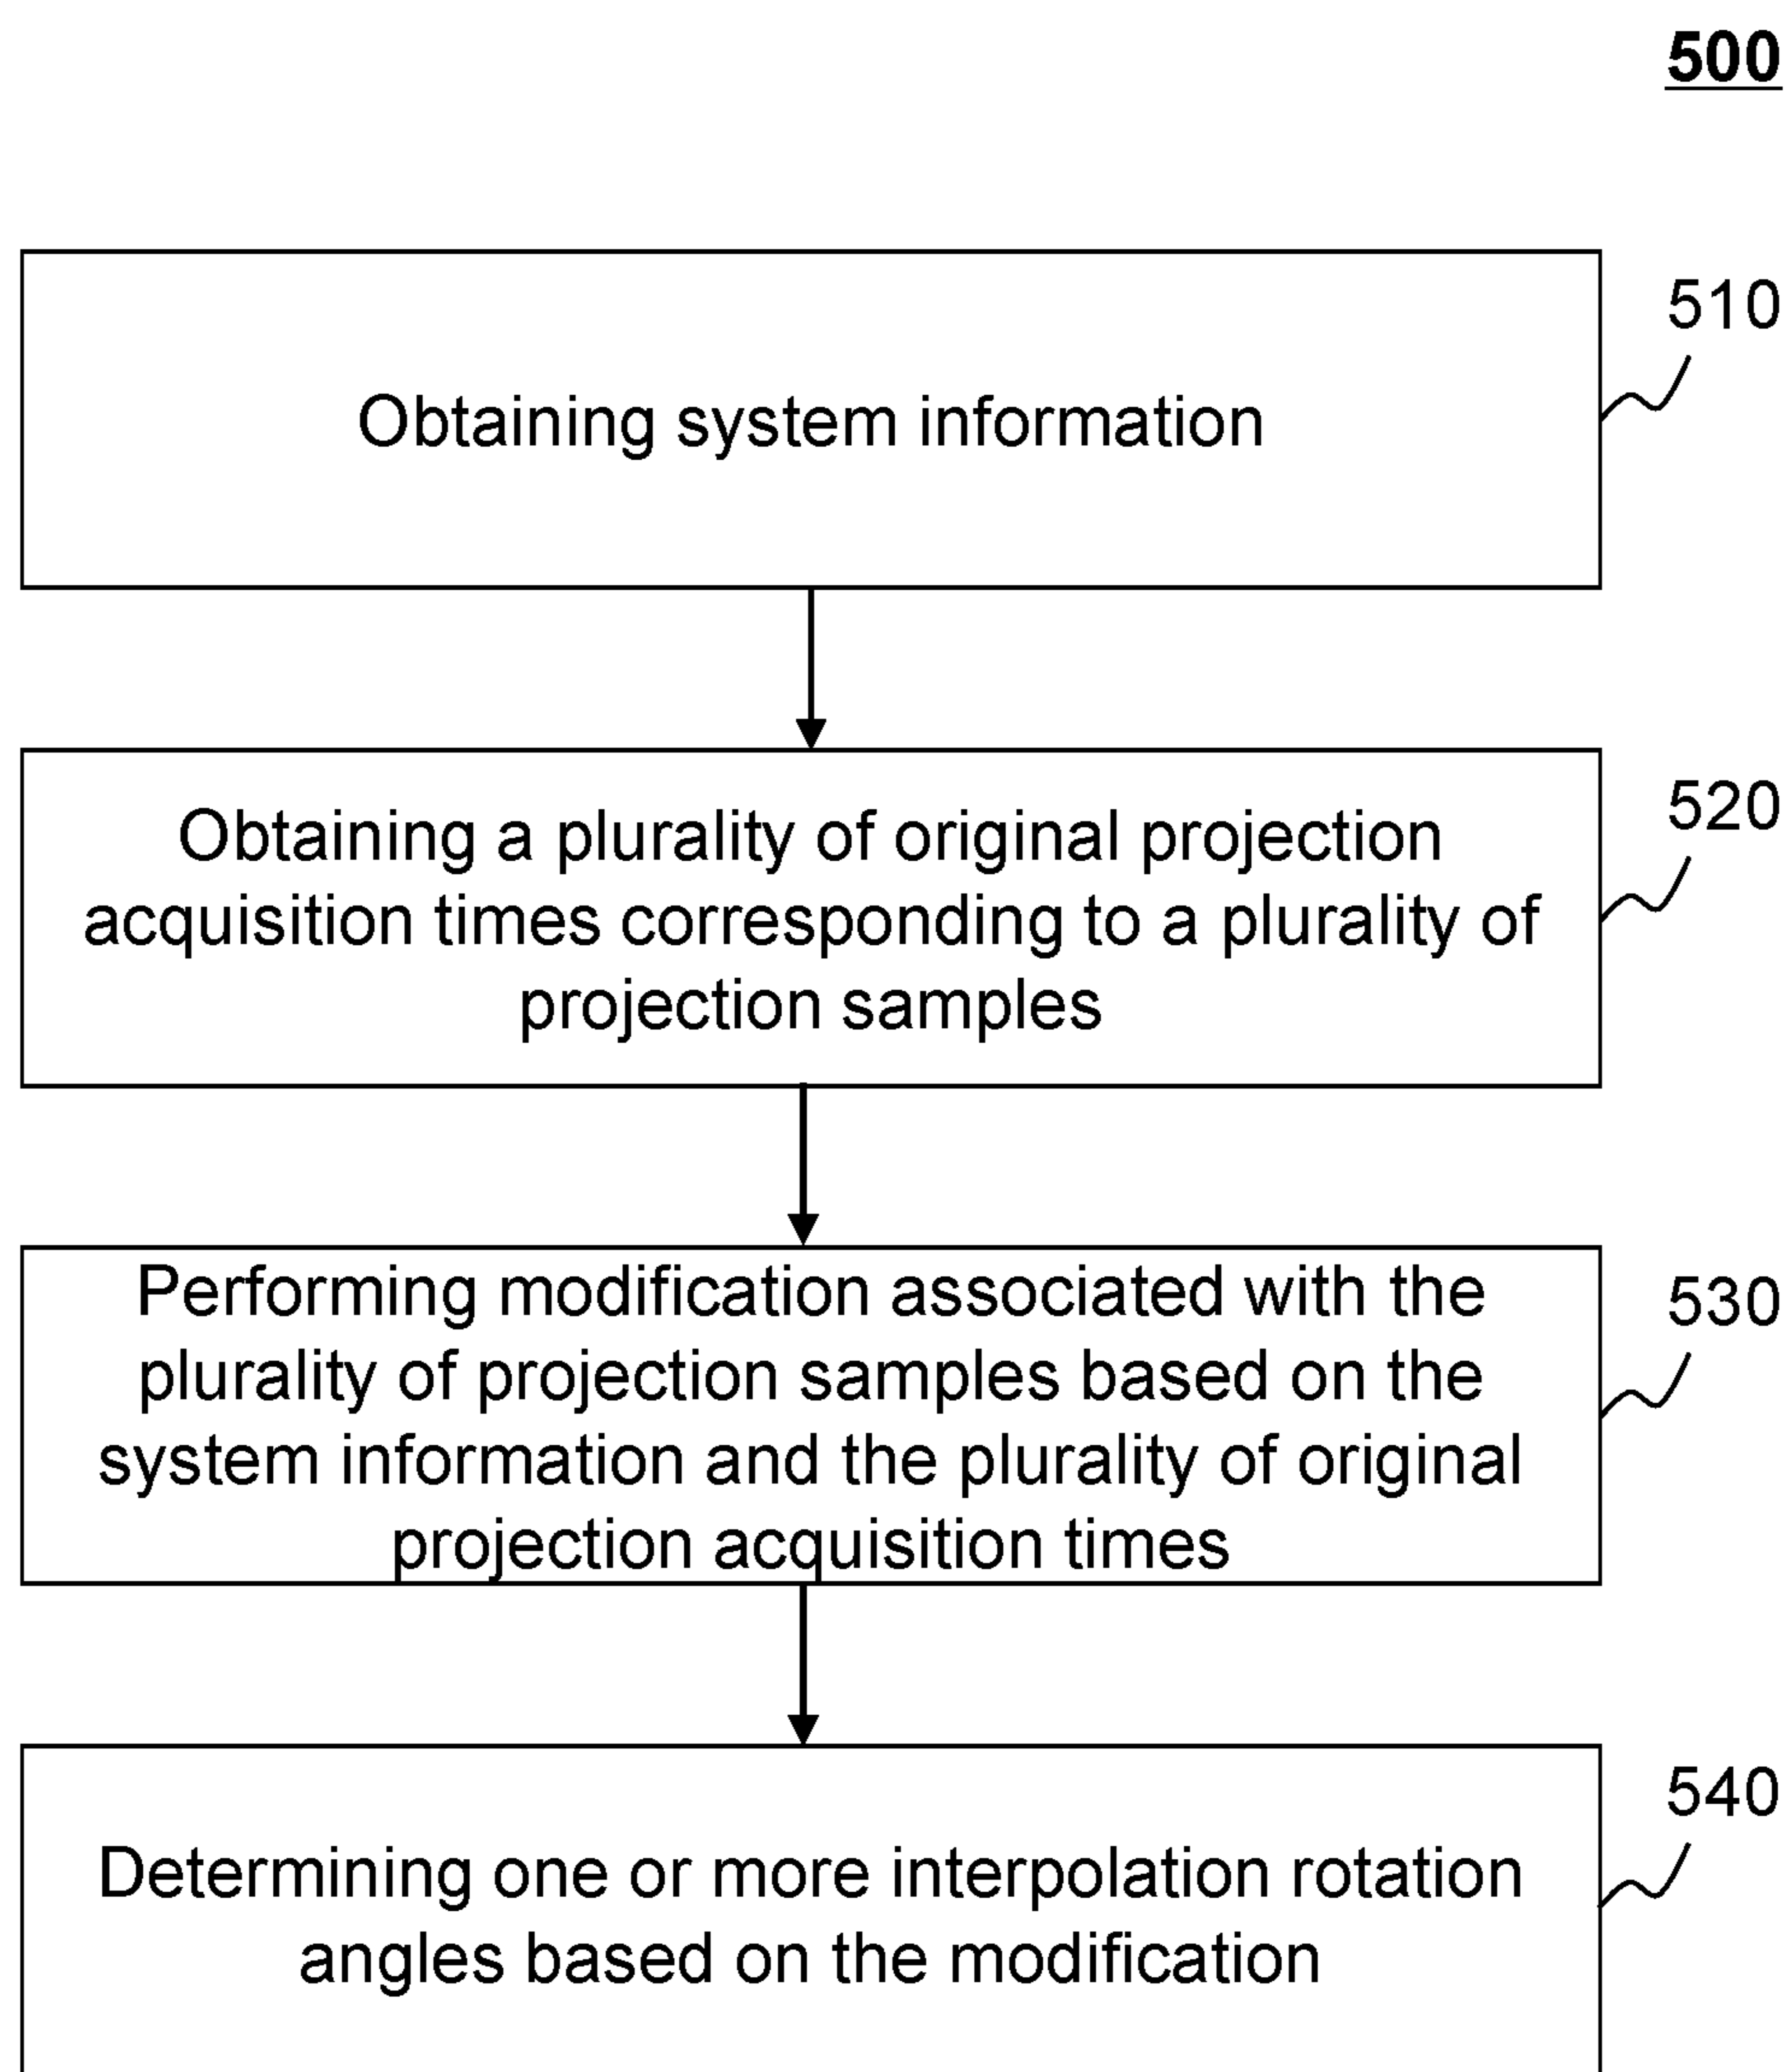 500
510
Obtaining system information
520
Obtaining a plurality of original projection
acquisition times corresponding to a plurality of
projection samples
530
Performing modification associated with the
plurality of projection samples based on the
system information and the plurality of original
projection acquisition times
540
Determining one or more interpolation rotation
angles based on the modification